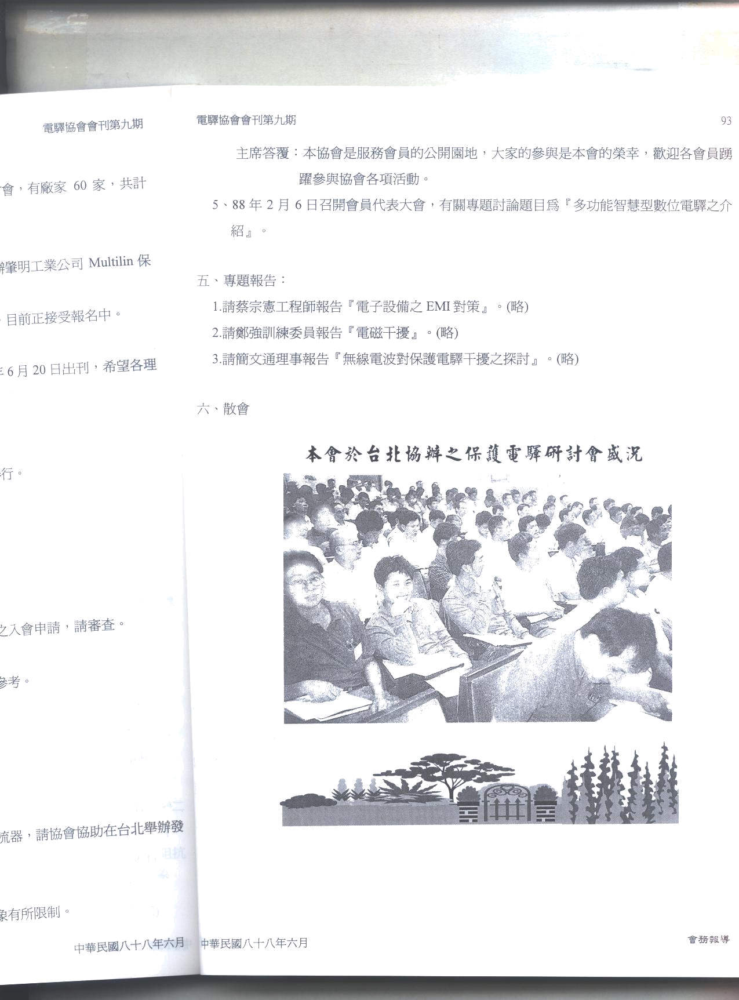 電驛協會會刊第九期
會，有廠家 60 家，共計
辦肇明工業公司 Multilin 保
，目前正接受報名中。
年 6 月 20 日出刊，希望各理
行。
之入會申請，請審查。
參考。
流器，請協會協助在台北舉辦發
象有所限制。
中華民國八十八年六月
電驛協會會刊第九期 93
主席答覆：本協會是服務會員的公開園地，大家的參與是本會的榮幸，歡迎各會員踴
躍參與協會各項活動。
5、88 年 2 月 6 日召開會員代表大會，有關專題討論題目爲『多功能智慧型數位電驛之介
紹』。
五、專題報告：
1.請蔡宗憲工程師報告『電子設備之 EMI 對策』。(略)
2.請鄭強訓練委員報告『電磁干擾』。(略)
3.請簡文通理事報告『無線電波對保護電驛干擾之探討』。(略)
六、散會
本會於台北協辦之保護電驛研討會盛況
中華民國八十八年六月 會務報導